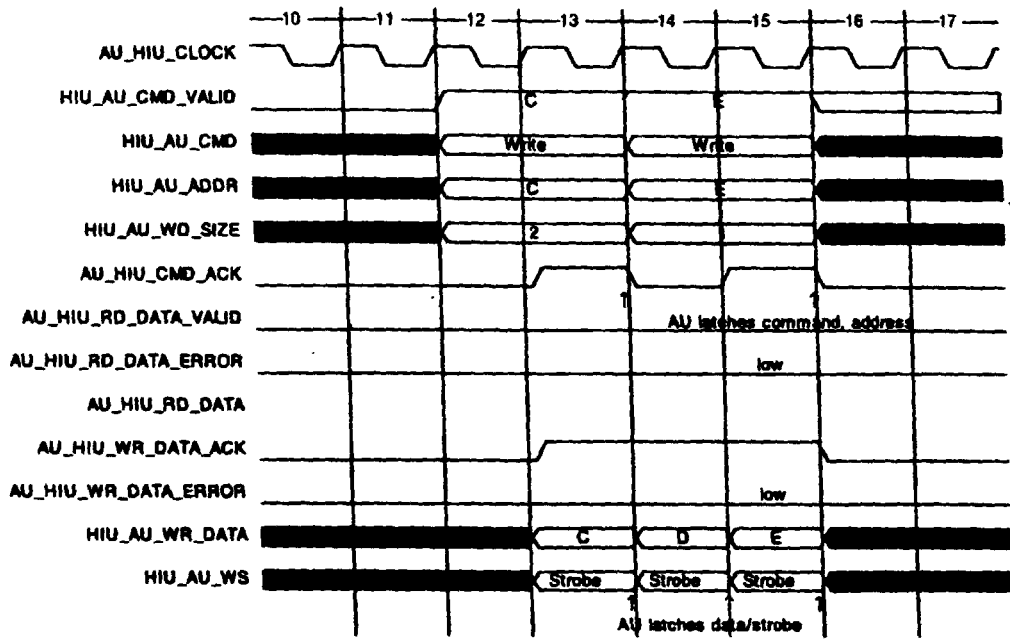 10 11 12 13 14 15 16 17
AU_HIU_CLOCK
HIU_AU_CMD_VALID C E
HIU_AU_CMD Write Write
HIU_AU_ADDR C E
HIU_AU_WD_SIZE 2
AU_HIU_CMD_ACK
AU_HIU_RD_DATA_VALID AU latches command, address
AU_HIU_RD_DATA_ERROR low
AU_HIU_RD_DATA
AU_HIU_WR_DATA_ACK
AU_HIU_WR_DATA_ERROR low
HIU_AU_WR_DATA C D E
HIU_AU_WS Strobe Strobe Strobe
AU latches data/strobe